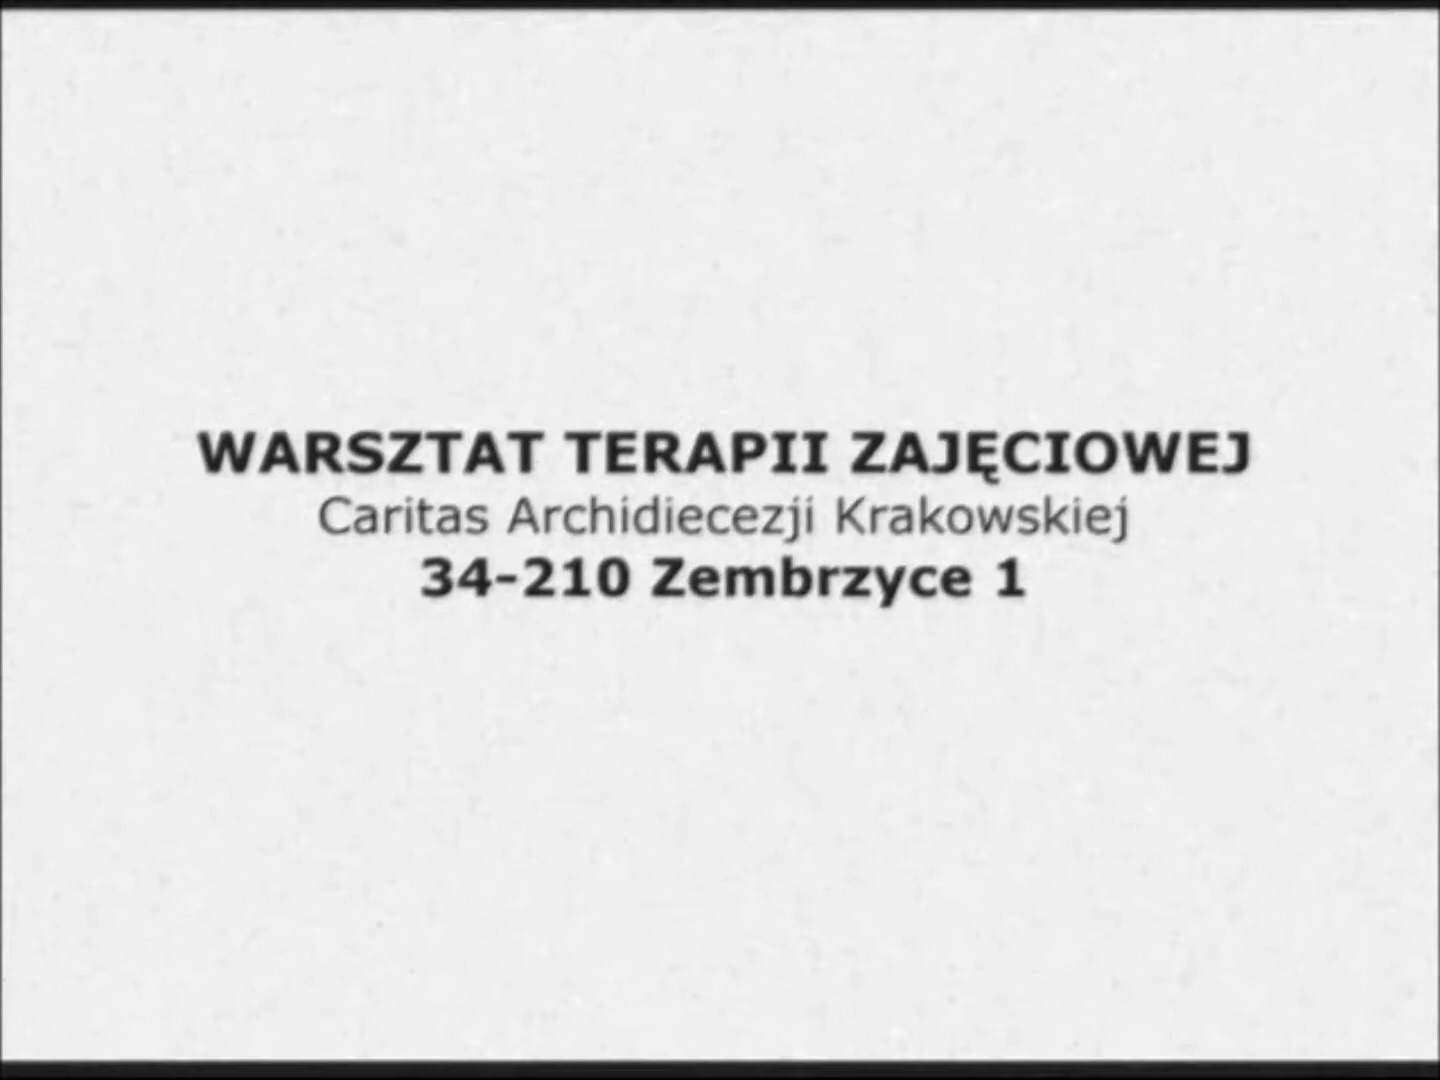 WARSZTAT TERAPII ZAJĘCIOWEJ
Caritas Archidiecezji Krakowskiej
34-210 Zembrzyce 1